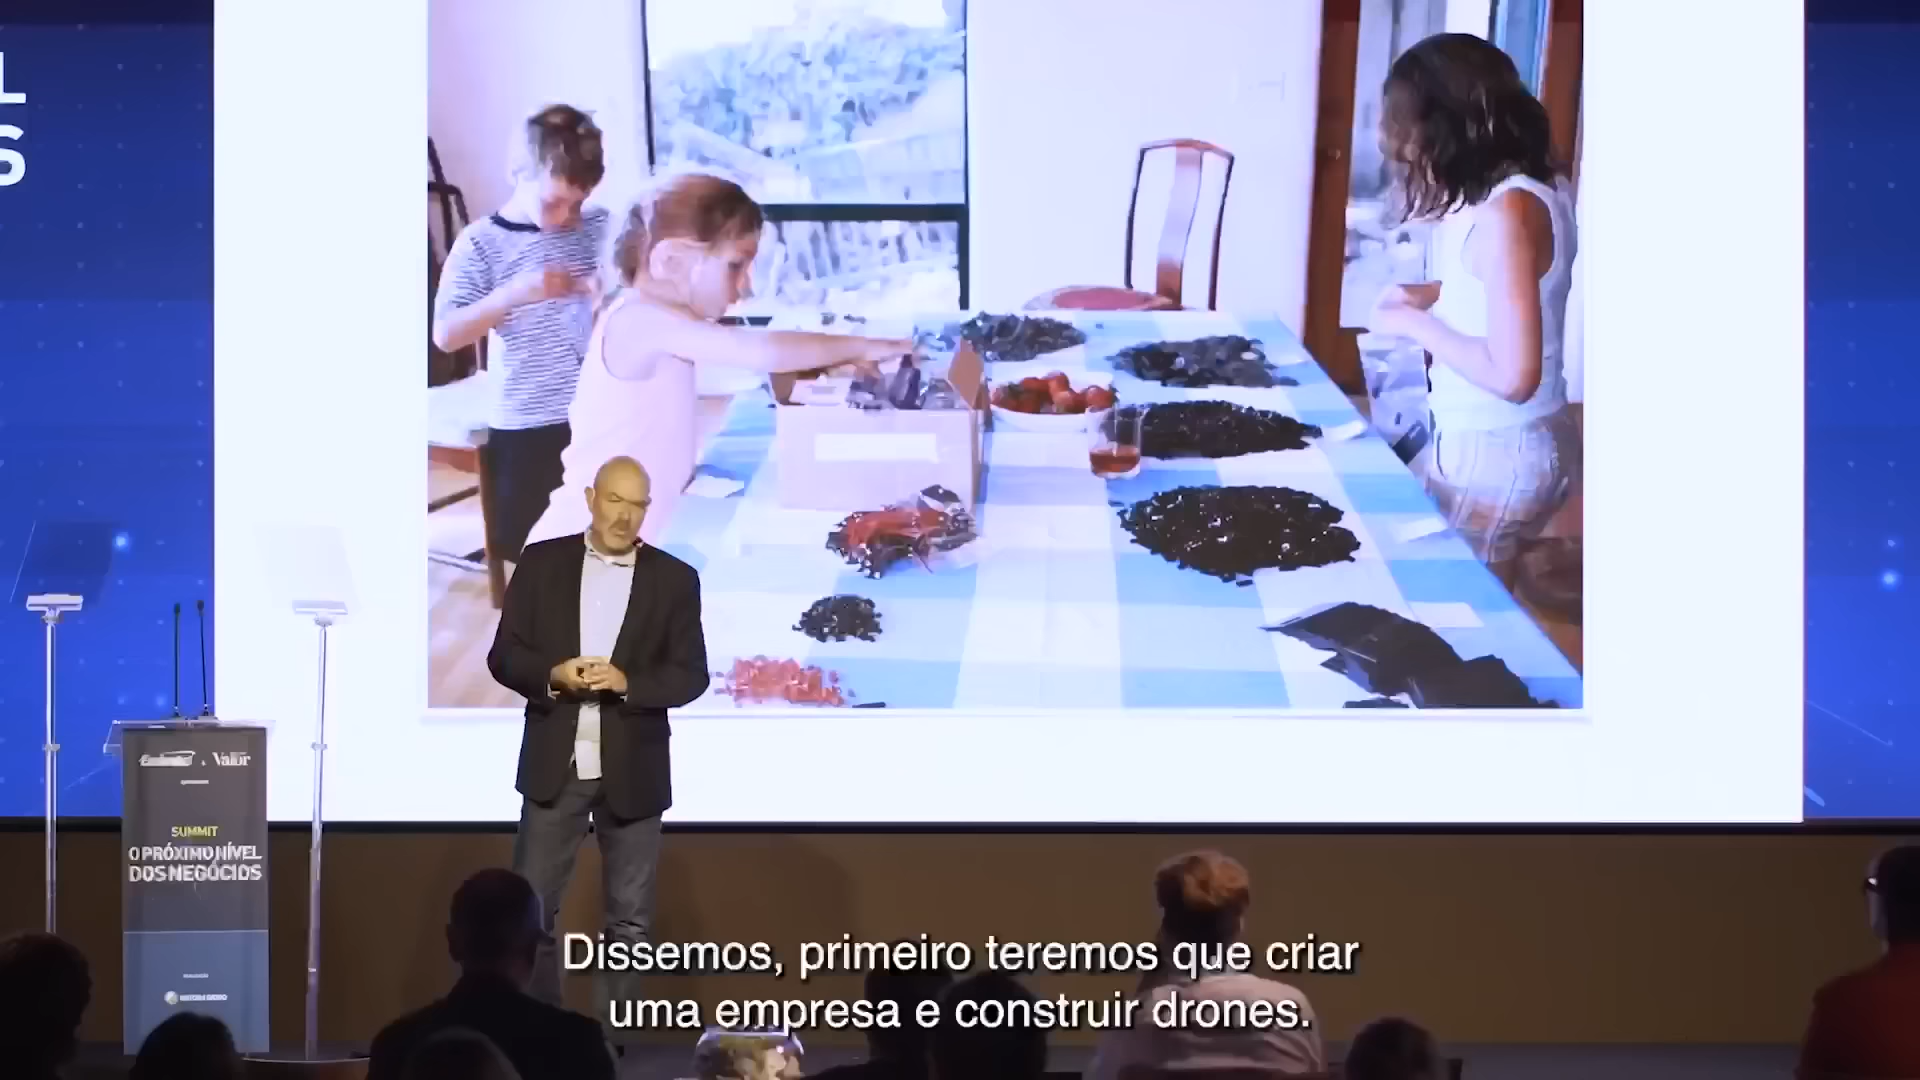 L
S
Valor
SUMMIT
O PRÓXIMO NÍVEL
DOS NEGÓCIOS
Dissemos, primeiro teremos que criar
uma empresa e construir drones.